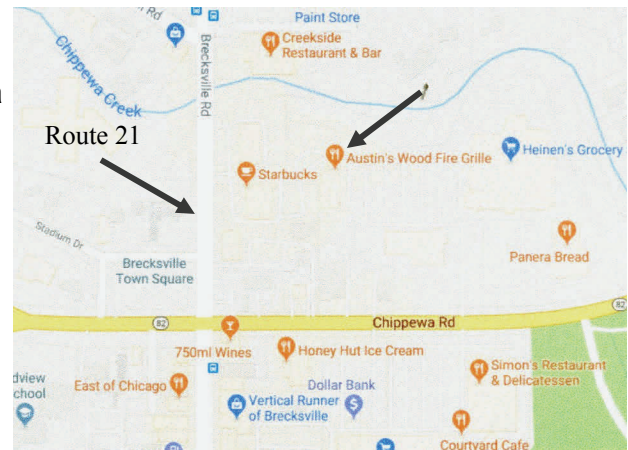 Rd
Paint Store
Creekside
Restaurant & Bar
Chippewa Creek
Brecksville Rd
Route 21
Austin's Wood Fire Grille
Heinen's Grocery
Starbucks
Stadium Dr
Panera Bread
Brecksville
Town Square
82
82
Chippewa Rd
750ml Wines
Honey Hut Ice Cream
Simon's Restaurant
& Delicatessen
dview
chool
East of Chicago
Dollar Bank
$
Vertical Runner
of Brecksville
Courtyard Cafe